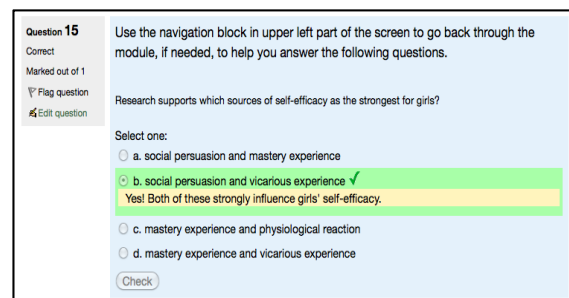 Question 15
Correct
Marked out of 1
Flag question
Edit question
Use the navigation block in upper left part of the screen to go back through the
module, if needed, to help you answer the following questions.
Research supports which sources of self-efficacy as the strongest for girls?
Select one:
a. social persuasion and mastery experience
b. social persuasion and vicarious experience
Yes! Both of these strongly influence girls' self-efficacy.
c. mastery experience and physiological reaction
d. mastery experience and vicarious experience
Check